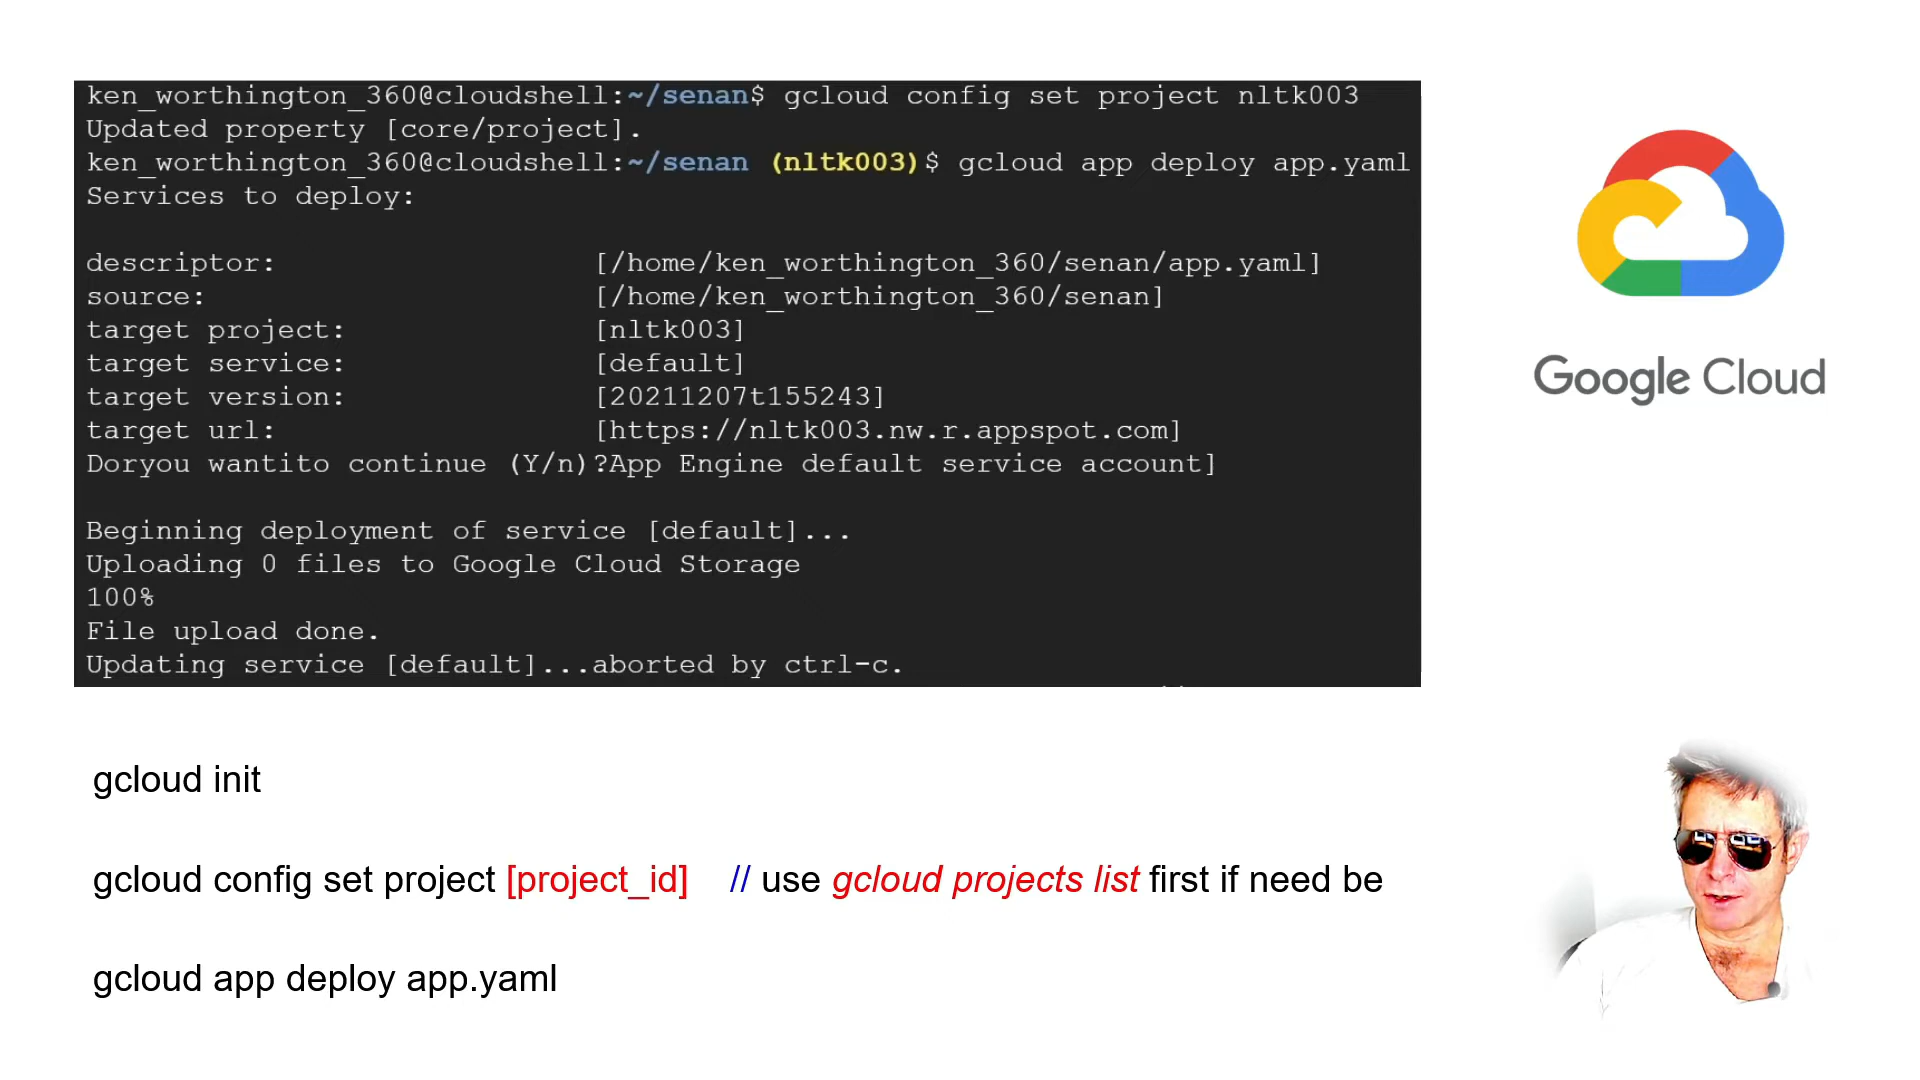 ken_worthington_360@cloudshell:~/senan$ gcloud config set project nltk003
Updated property [core/project].
ken_worthington_360@cloudshell:~/senan (nltk003)$ gcloud app deploy app.yaml
Services to deploy:
descriptor: [/home/ken_worthington_360/senan/app.yaml]
source: [/home/ken_worthington_360/senan]
target project: [nltk003]
target service: [default]
target version: [20211207t155243]
target url: [https://nltk003.nw.r.appspot.com]
Doryou wantito continue (Y/n)?App Engine default service account]
Beginning deployment of service [default]...
Uploading 0 files to Google Cloud Storage
100%
File upload done.
Updating service [default]...aborted by ctrl-c.
Google Cloud
gcloud init
gcloud config set project [project_id] // use gcloud projects list first if need be
gcloud app deploy app.yaml